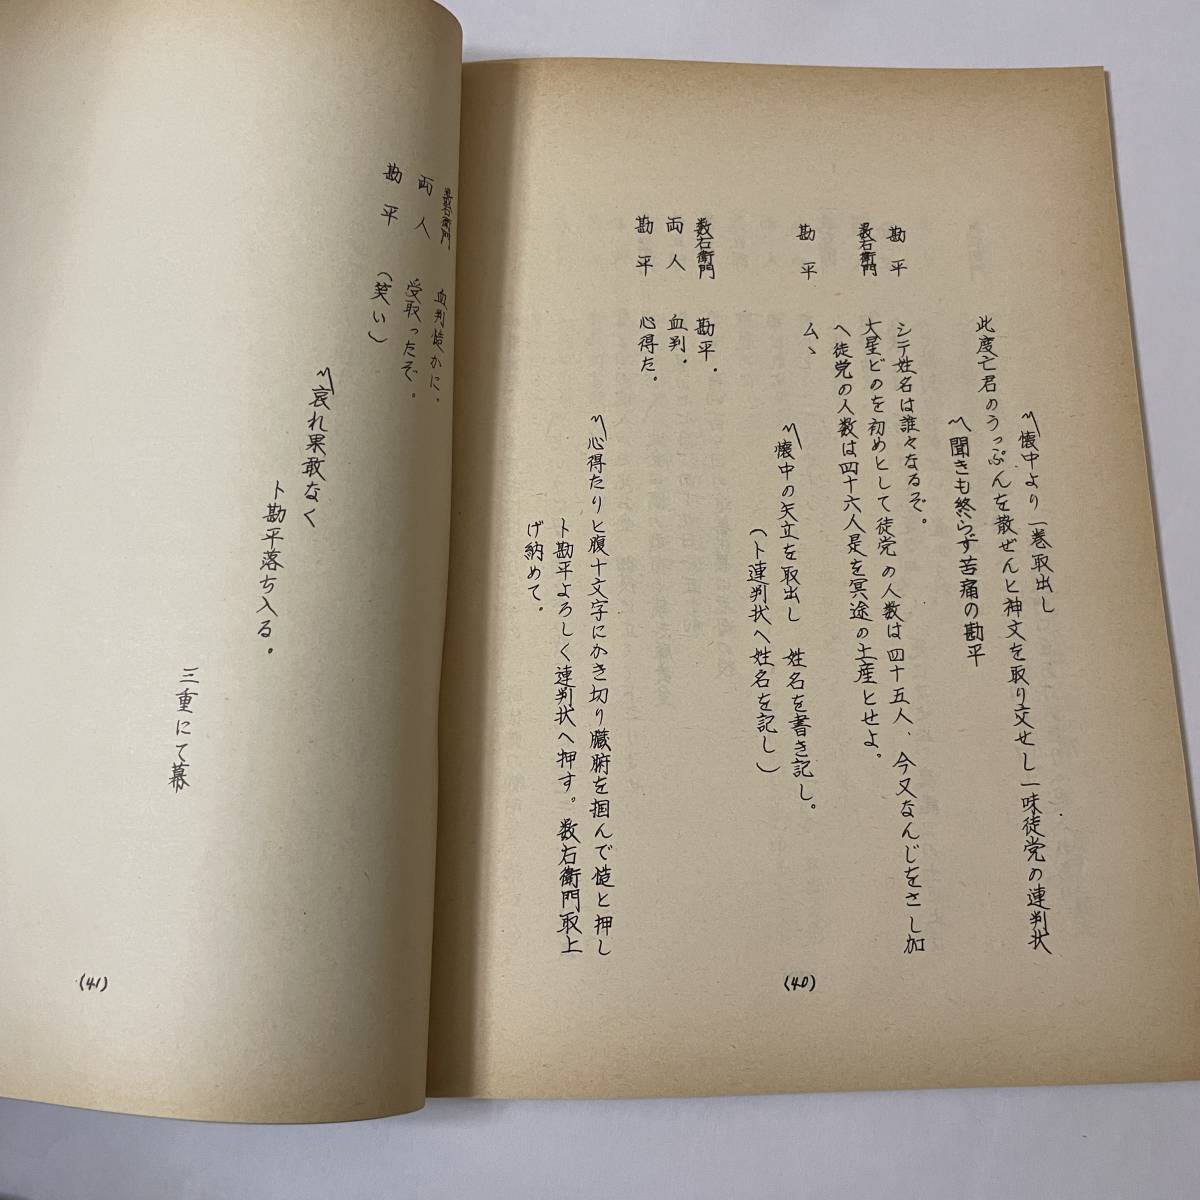 〽懐中より一巻取出し
此度亡君のうっぷんを散ぜんと神文を取り交せし一味徒党の連判状
〽聞きも終らず苦痛の勘平
勘平 シテ姓名は誰々なるぞ。
数右衛門 大星どのを初めとして徒党の人数は四十五人、今又なんじをさし加
へ徒党の人数は四十六人是を冥途の土産とせよ。
勘平 ムヽ
〽懐中の矢立を取出し 姓名を書き記し。
(ト連判状へ姓名を記し)
数右衛門 勘平.
両人 血判.
勘平 心得た.
〽心得たりと腹十文字にかき切り臓腑を掴んで慥と押し
ト勘平よろしく連判状へ押す。数右衛門取上
げ納めて。
(40)
数右衛門 血判慥かに.
両人 受取ったぞ.
勘平 (笑い)
〽哀れ果敢なく
ト勘平落ち入る.
三重にて幕
(41)